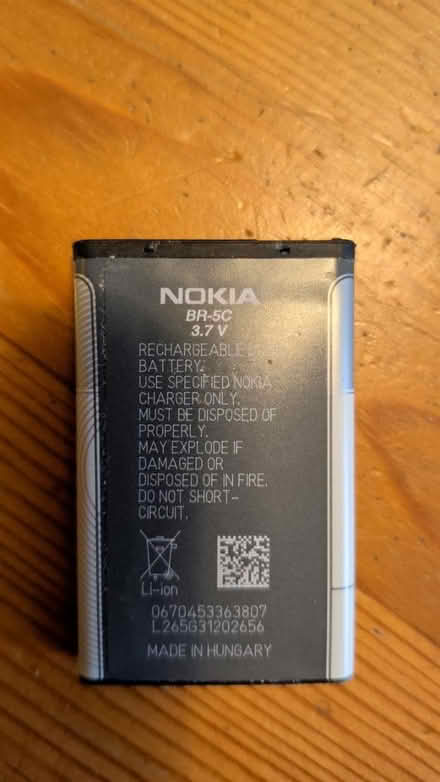 NOKIA
BR-5C
3.7 V
RECHARGEABLE
BATTERY.
USE SPECIFIED NOKIA
CHARGER ONLY.
MUST BE DISPOSED OF
PROPERLY.
MAY EXPLODE IF
DAMAGED OR
DISPOSED OF IN FIRE.
DO NOT SHORT-
CIRCUIT.
Li-ion
0670453363807
L265G31202656
MADE IN HUNGARY